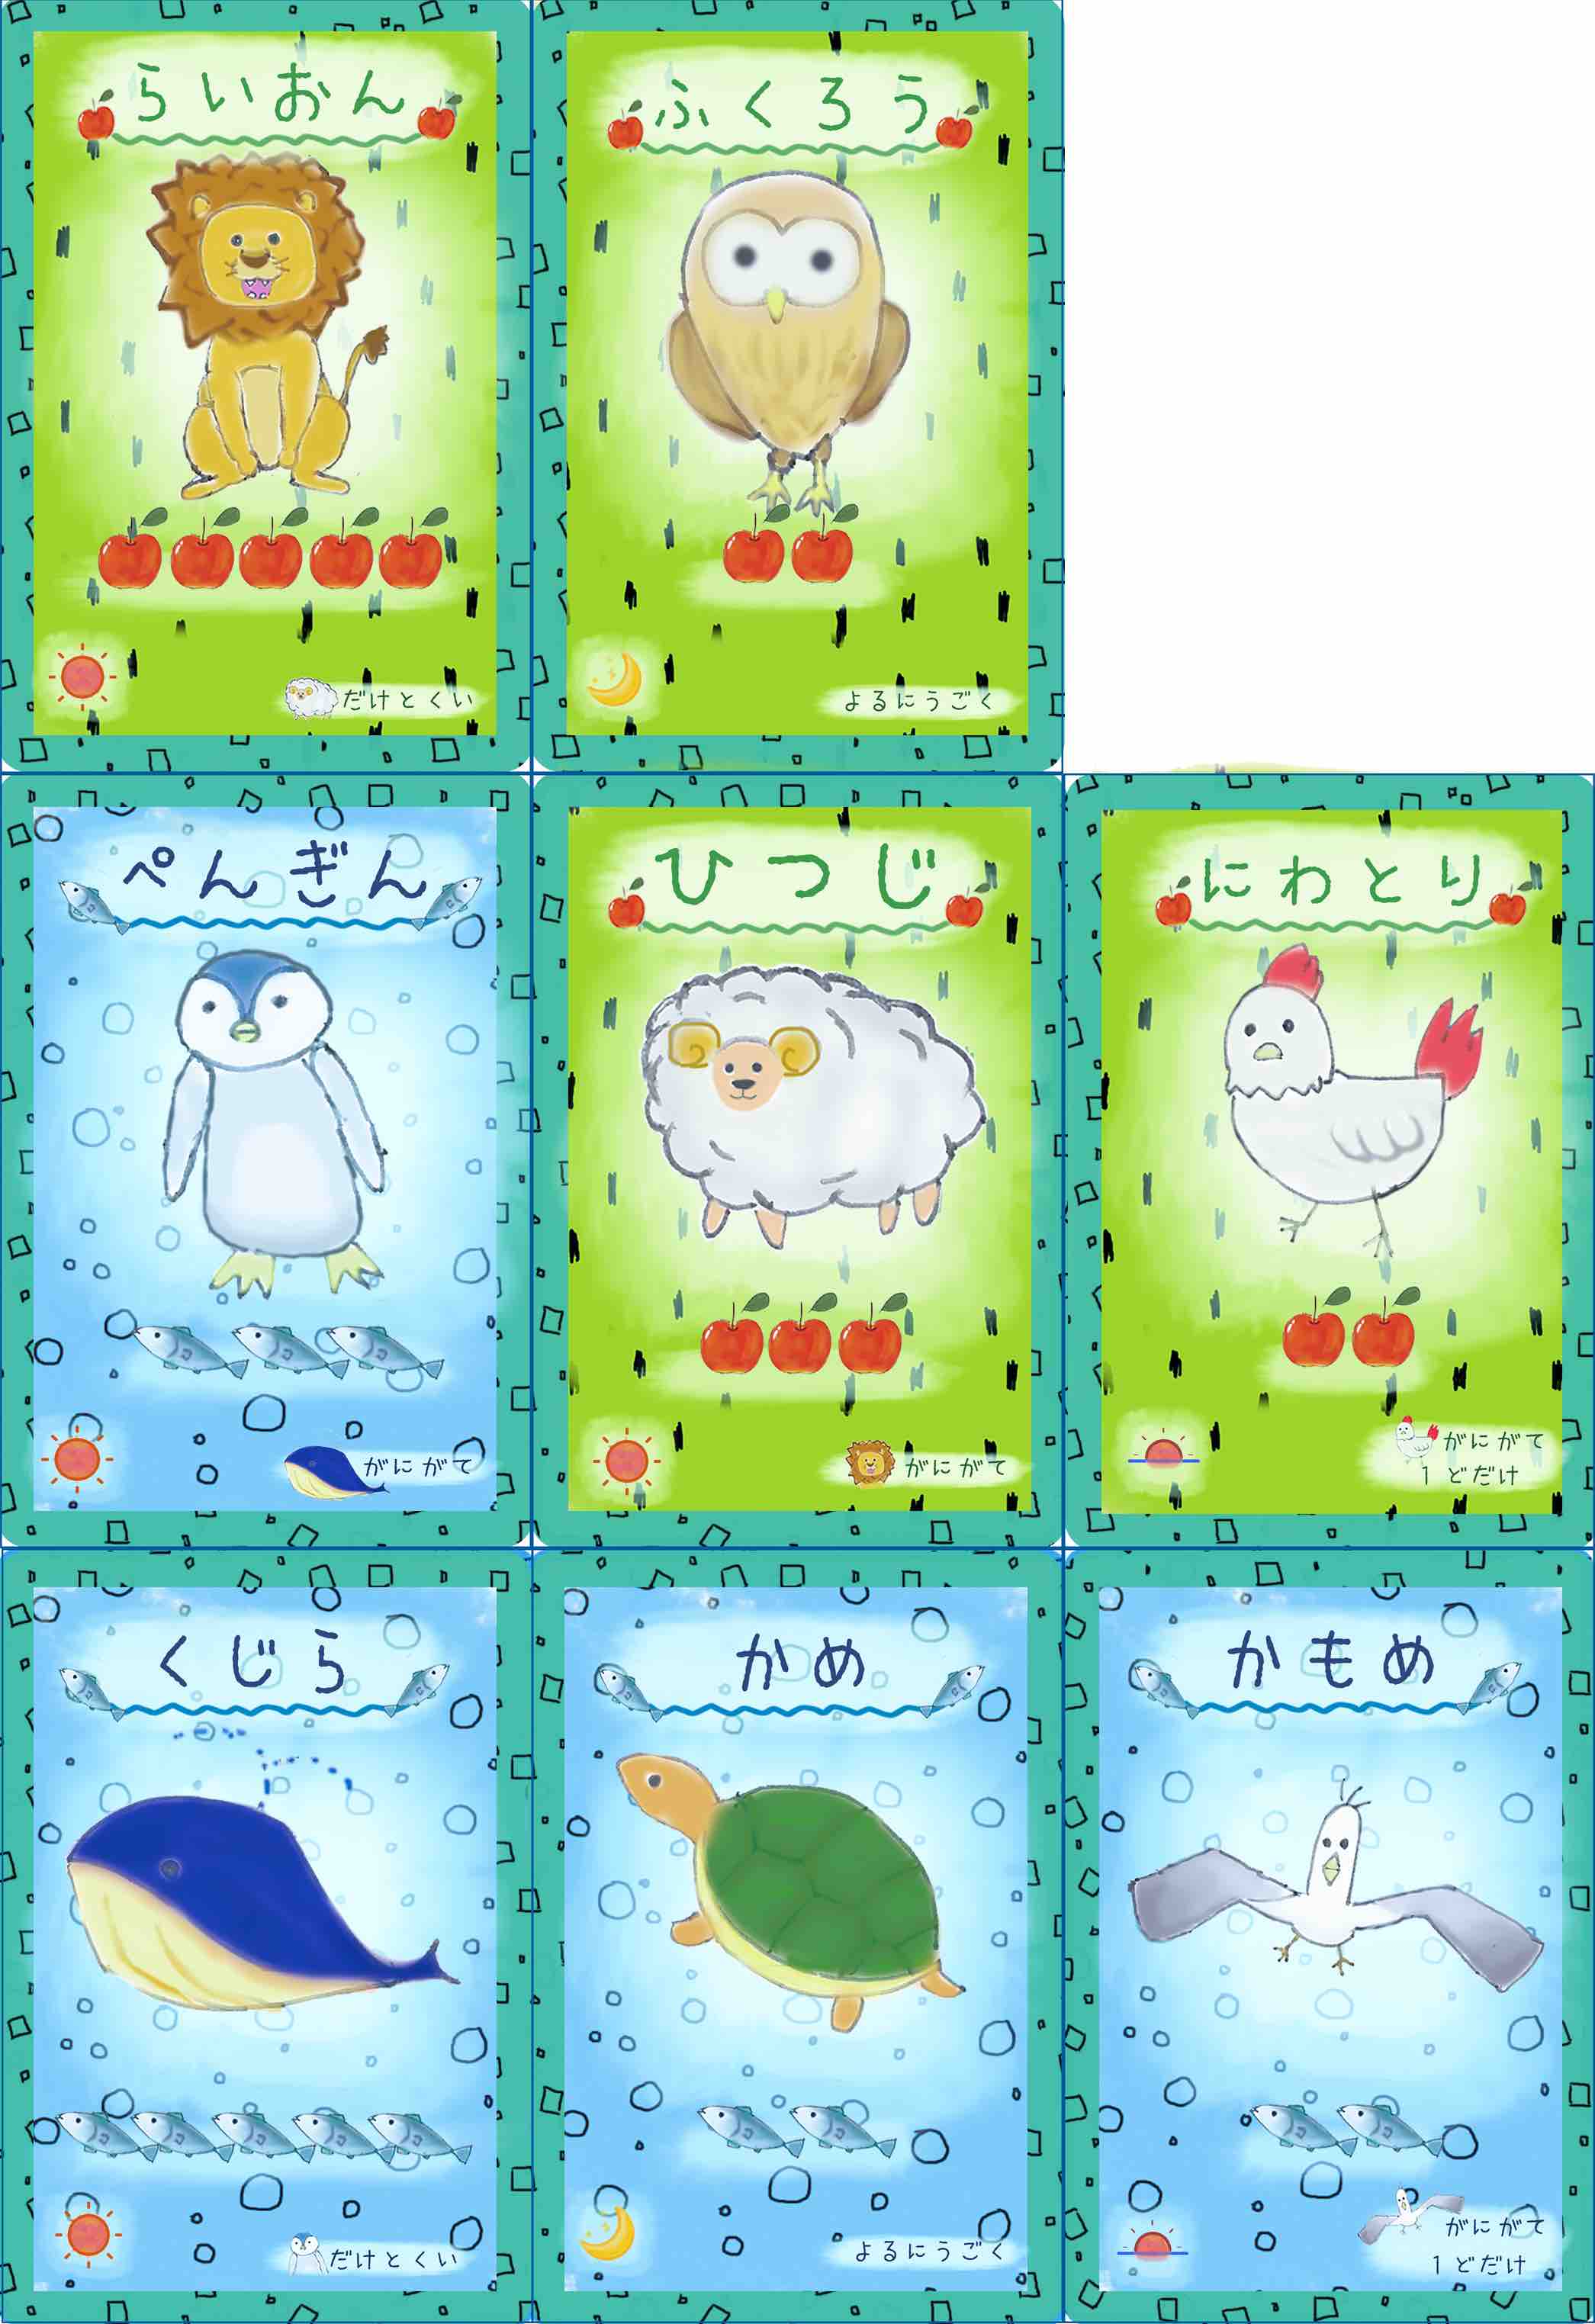 らいおん
だけとくい
ふくろう
よるにうごく
ぺんぎん
がにがて
ひつじ
がにがて
にわとり
がにがて
1どだけ
くじら
だけとくい
かめ
よるにうごく
かもめ
がにがて
1どだけ